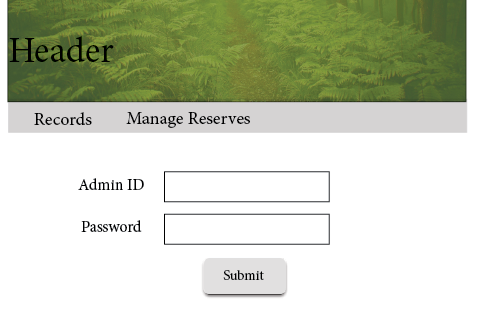 Header
Records Manage Reserves
Admin ID
Password
Submit